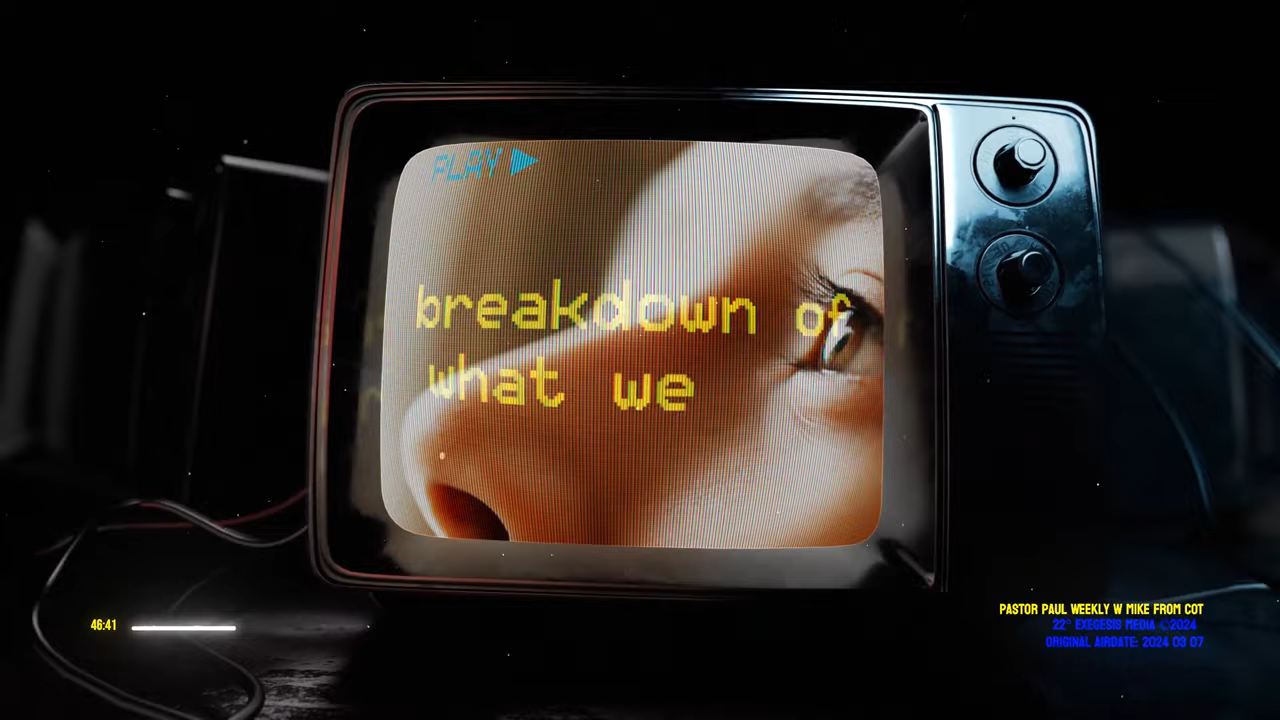 PLAY
breakdown of
what we
46:41
PASTOR PAUL WEEKLY W MIKE FROM COT
22° EXEGESIS MEDIA ©2024
ORIGINAL AIRDATE: 2024 03 07